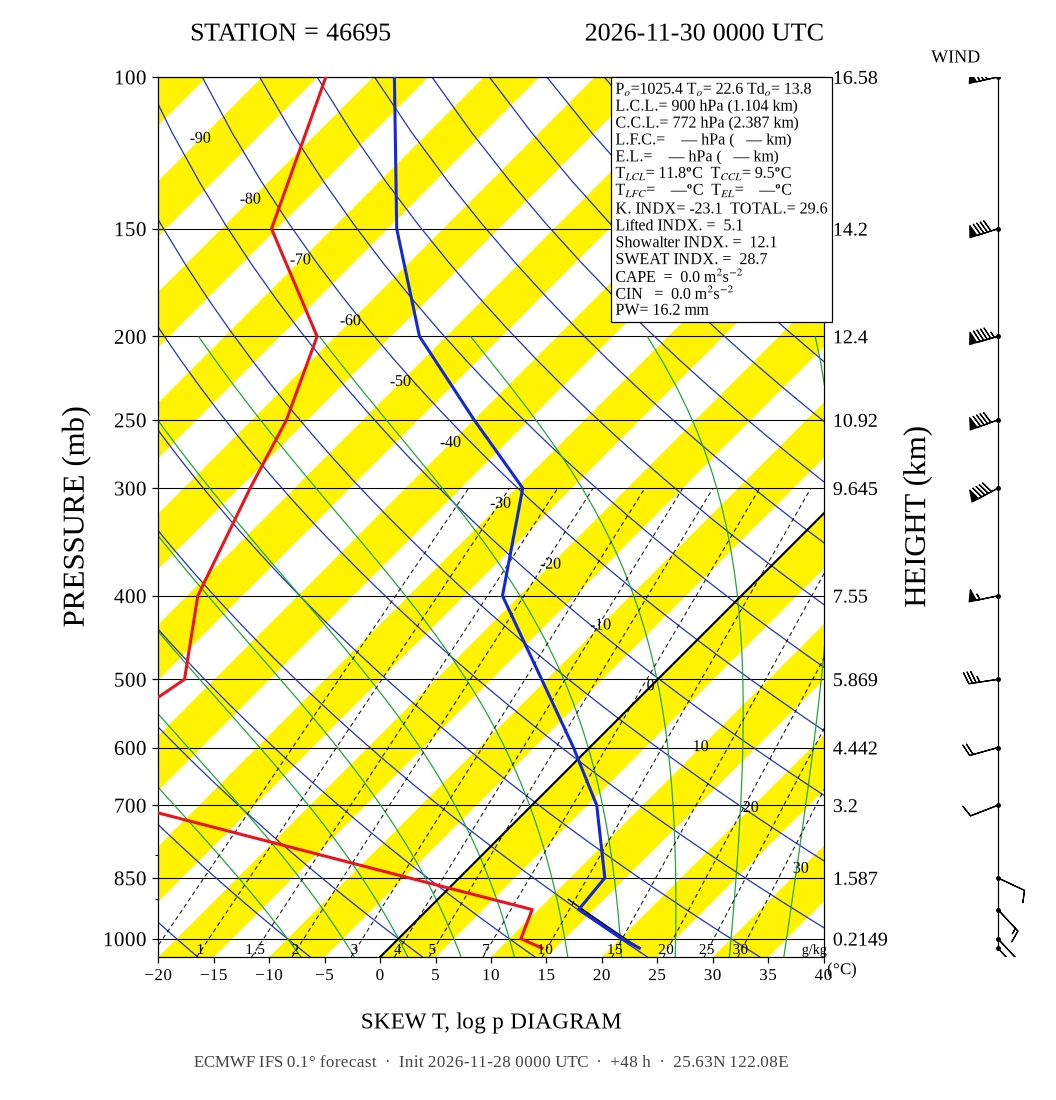 STATION = 46695
2026-11-30 0000 UTC
WIND
Pₒ=1025.4 Tₒ= 22.6 Tdₒ= 13.8
L.C.L.= 900 hPa (1.104 km)
C.C.L.= 772 hPa (2.387 km)
L.F.C.= — hPa ( — km)
E.L.= — hPa ( — km)
T_LCL= 11.8°C T_CCL= 9.5°C
T_LFC= —°C T_EL= —°C
K. INDX= -23.1 TOTAL.= 29.6
Lifted INDX. = 5.1
Showalter INDX. = 12.1
SWEAT INDX. = 28.7
CAPE = 0.0 m²s⁻²
CIN = 0.0 m²s⁻²
PW= 16.2 mm
100
150
200
250
300
400
500
600
700
850
1000
PRESSURE (mb)
-90
-80
-70
-60
-50
-40
-30
-20
-10
0
10
20
30
16.58
14.2
12.4
10.92
9.645
7.55
5.869
4.442
3.2
1.587
0.2149
HEIGHT (km)
1 1.5 2 3 4 5 7 10 15 20 25 30 g/kg
−20 −15 −10 −5 0 5 10 15 20 25 30 35 40 (°C)
SKEW T, log p DIAGRAM
ECMWF IFS 0.1° forecast · Init 2026-11-28 0000 UTC · +48 h · 25.63N 122.08E